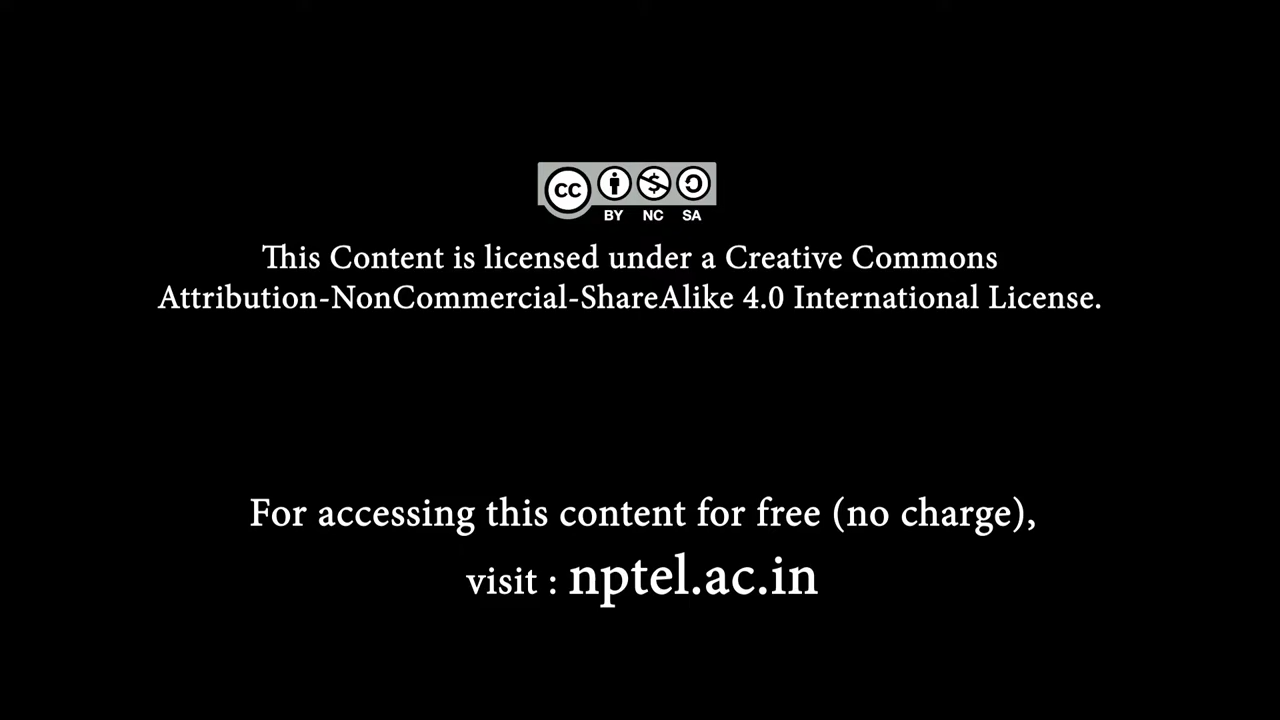 cc
BY NC SA
This Content is licensed under a Creative Commons
Attribution-NonCommercial-ShareAlike 4.0 International License.
For accessing this content for free (no charge),
visit : nptel.ac.in